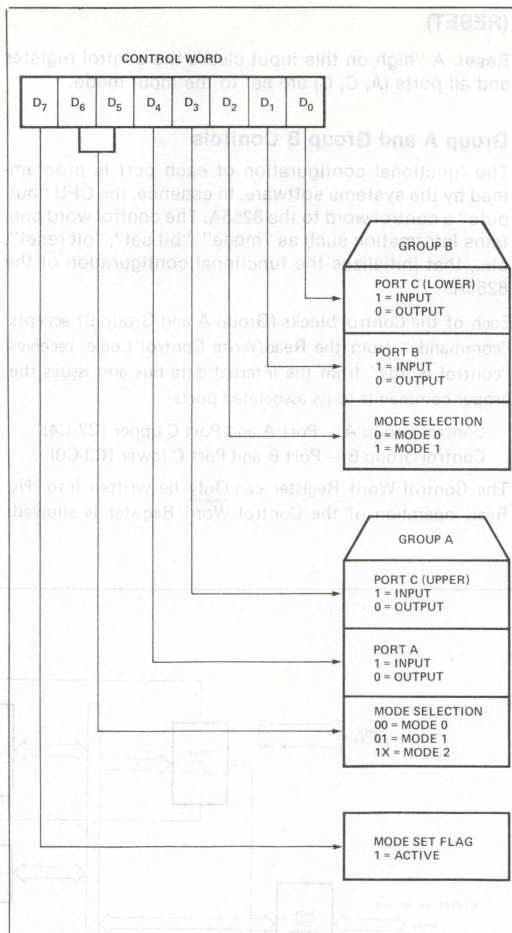 CONTROL WORD
D7 D6 D5 D4 D3 D2 D1 D0
GROUP B
PORT C (LOWER)
1 = INPUT
0 = OUTPUT
PORT B
1 = INPUT
0 = OUTPUT
MODE SELECTION
0 = MODE 0
1 = MODE 1
GROUP A
PORT C (UPPER)
1 = INPUT
0 = OUTPUT
PORT A
1 = INPUT
0 = OUTPUT
MODE SELECTION
00 = MODE 0
01 = MODE 1
1X = MODE 2
MODE SET FLAG
1 = ACTIVE
(RESET)
Reset. A "high on this input clears the control register
and all ports (A, C, C) are set to the input mode.
Group A and Group B Controls
The functional configuration of each port is program-
med by the systems software. In essence, the CPU "out-
puts" a control word to the 8255A. The control word con-
tains information such as "mode", "bit set", "bit reset",
etc., that initializes the functional configuration of the
8255A.
Each of the Control blocks (Group A and Group B) accepts
"commands" from the Read/Write Control Logic, receives
"control words" from the internal data bus and issues the
proper commands to its associated ports.
Control Group A – Port A and Port C upper (C7-C4)
Control Group B – Port B and Port C lower (C3-C0)
The Control Word Register can Only be written into. No
Read operation of the Control Word Register is allowed.